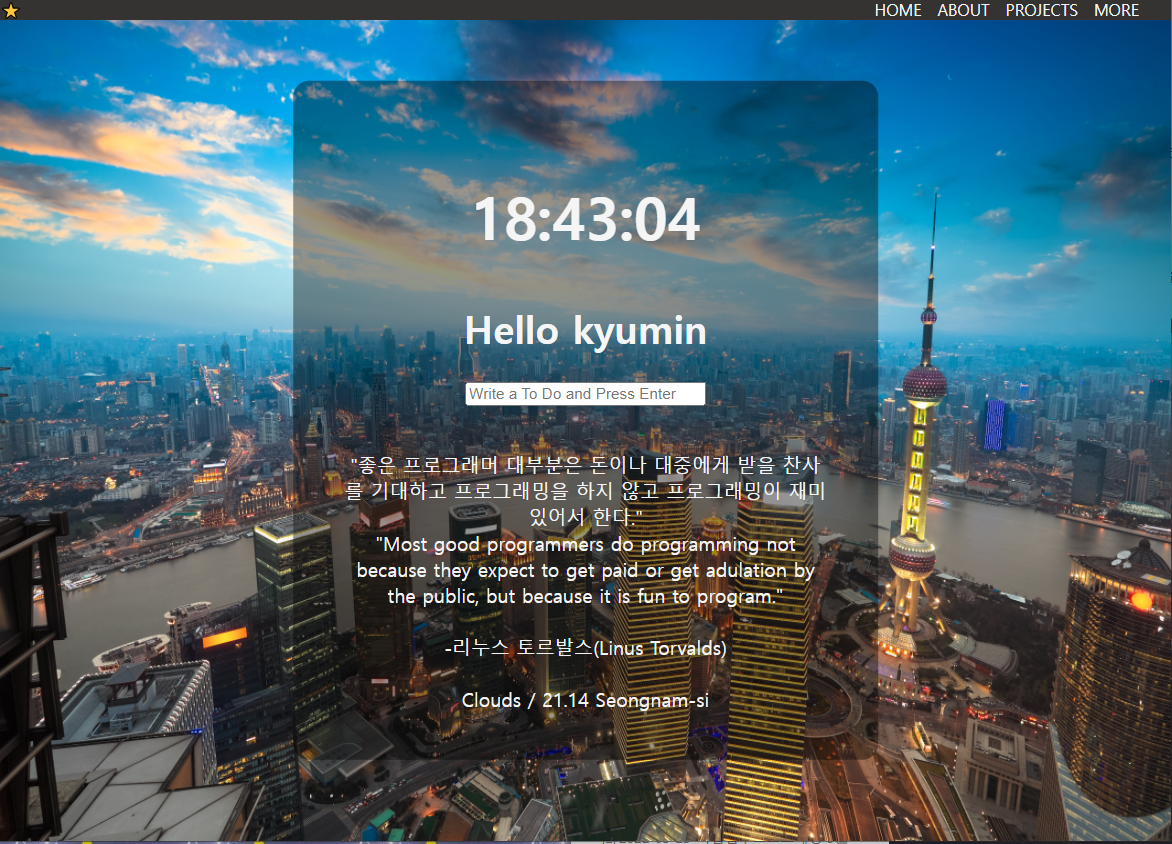 HOME ABOUT PROJECTS MORE
18:43:04
Hello kyumin
Write a To Do and Press Enter
"좋은 프로그래머 대부분은 돈이나 대중에게 받을 찬사
를 기대하고 프로그래밍을 하지 않고 프로그래밍이 재미
있어서 한다."
"Most good programmers do programming not
because they expect to get paid or get adulation by
the public, but because it is fun to program."
-리누스 토르발스(Linus Torvalds)
Clouds / 21.14 Seongnam-si